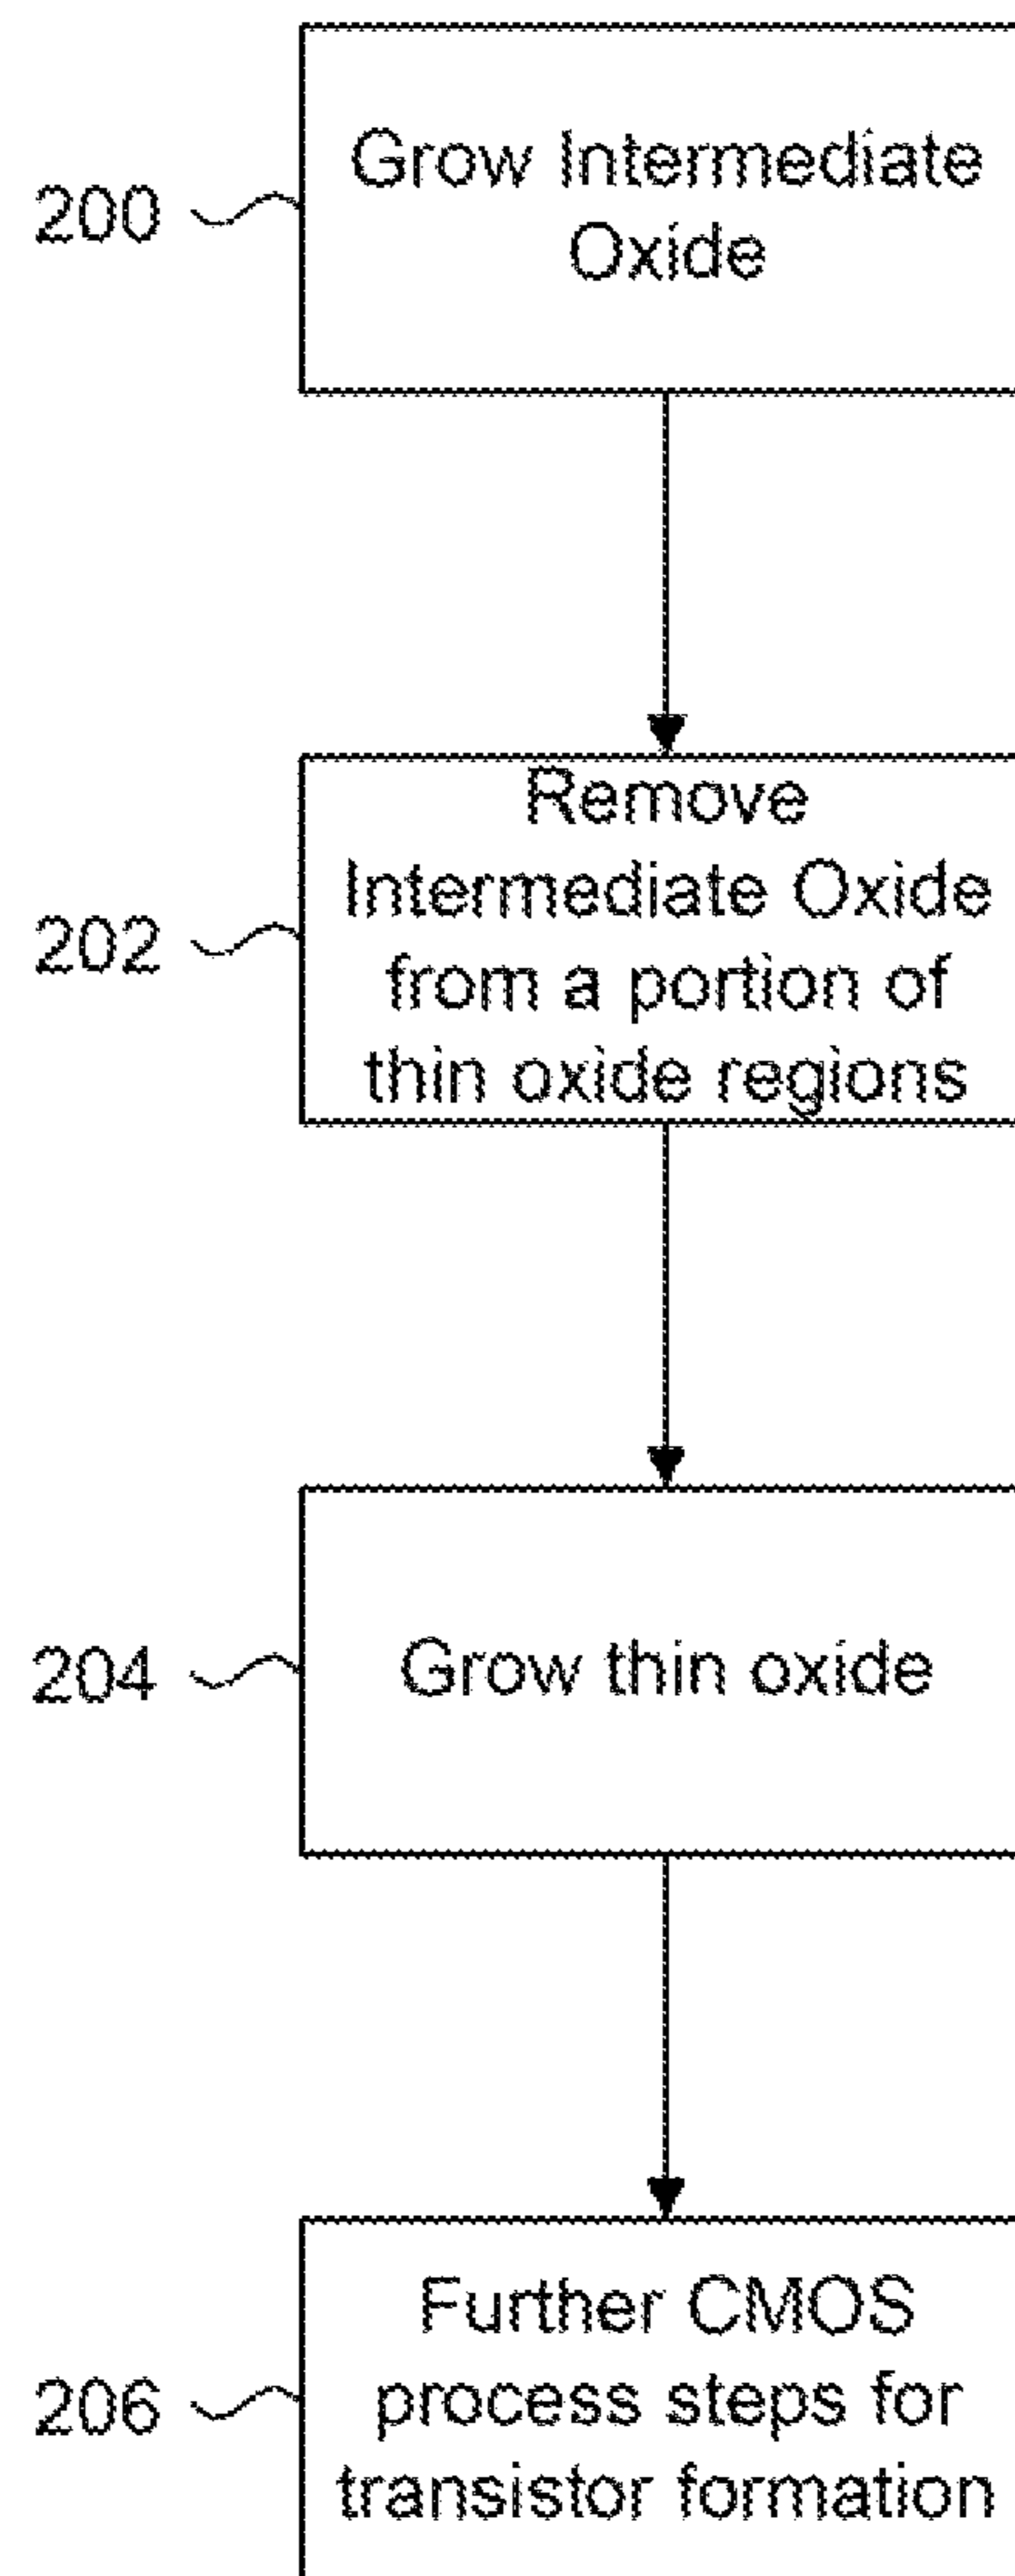 200
Grow Intermediate
Oxide
202
Remove
Intermediate Oxide
from a portion of
thin oxide regions
204
Grow thin oxide
206
Further CMOS
process steps for
transistor formation